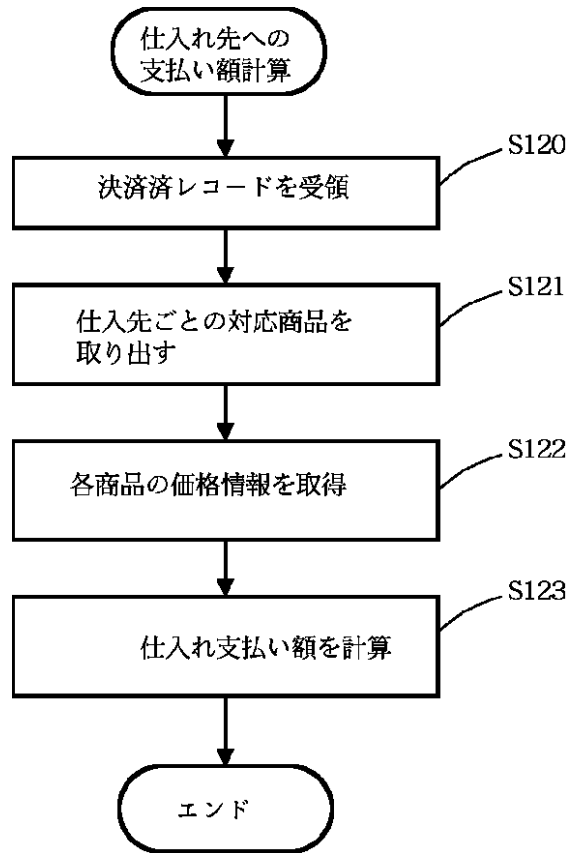 仕入れ先への
支払い額計算
S120
決済済レコードを受領
S121
仕入先ごとの対応商品を
取り出す
S122
各商品の価格情報を取得
S123
仕入れ支払い額を計算
エンド